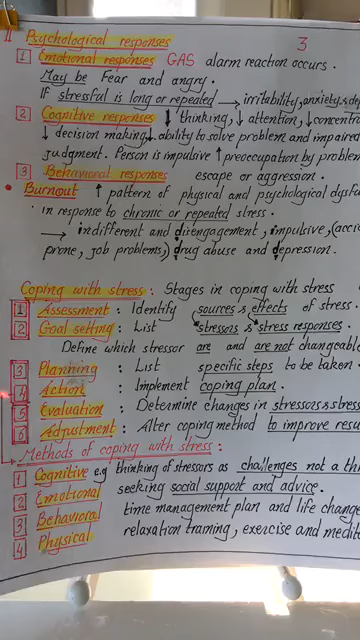 3
II Psychological responses
1 Emotional responses GAS alarm reaction occurs.
May be Fear and angry.
If stressful is long or repeated → irritability, anxiety &
2 Cognitive responses ↓ thinking, ↓ attention, ↓ concentr
↓ decision making, ↓ ability to solve problem and impaired
judgment. Person is impulsive ↑ preoccupation by problem
3 Behavioral responses escape or aggression.
• Burnout ↑ pattern of physical and psychological dysf
in response to chronic or repeated stress.
→ indifferent and disengagement, impulsive, (acci
prone, job problems), drug abuse and depression.
Coping with stress: Stages in coping with stress
1 Assessment: Identify sources & effects of stress.
2 Goal setting: List stressors & stress responses.
Define which stressor are and are not changeable
3 Planning : List specific steps to be taken
4 Action : Implement coping plan.
5 Evaluation : Determine changes in stressors & stress
6 Adjustment : Alter coping method to improve resu
Methods of coping with stress:
1 Cognitive e.g thinking of stressors as challenges not a th
2 Emotional seeking social support and advice.
3 Behavioral time management plan and life change
4 Physical relaxation training, exercise and medit